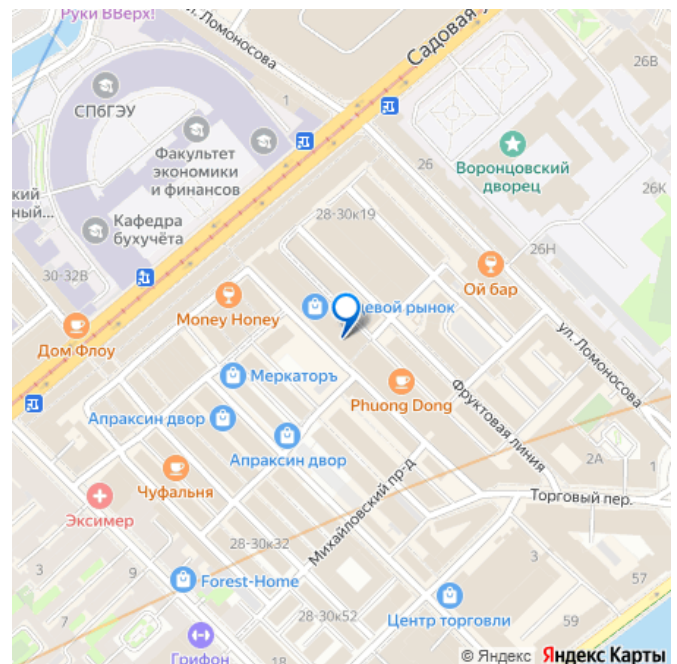 Руки ВВерх!
Ломоносова
Садовая
26В
СПбГЭУ
1
Факультет
экономики
и финансов
26
Воронцовский
дворец
26К
кий
ный...
Кафедра
бухучёта
28-30к19
26Н
30-32В
Ой бар
Money Honey
цевой рынок
Дом Флоу
ул. Ломоносова
Меркаторъ
Phuong Dong
Фруктовая линия
Апраксин двор
Апраксин двор
2А
1
Чуфальня
Михайловский пр-д
Торговый пер.
Эксимер
28-30к32
3
3
9
Forest-Home
57
7
28-30к52
Центр торговли
59
Грифон
18
© Яндекс Яндекс Карты